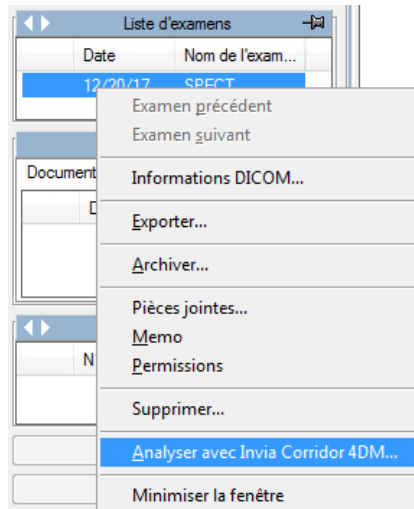 Liste d'examens
Date Nom de l'exam...
12/20/17 SPECT
Examen précédent
Examen suivant
Document
Informations DICOM...
Exporter...
Archiver...
Pièces jointes...
Memo
Permissions
Supprimer...
Analyser avec Invia Corridor 4DM...
Minimiser la fenêtre